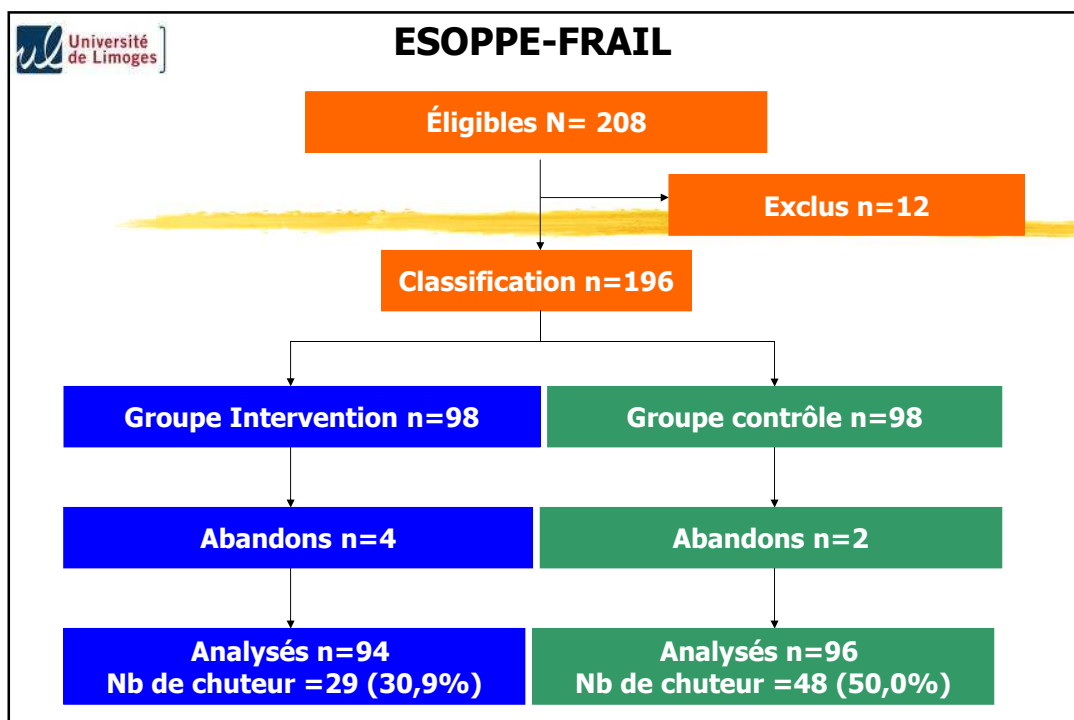 Université
de Limoges
ESOPPE-FRAIL
Éligibles N= 208
Exclus n=12
Classification n=196
Groupe Intervention n=98
Groupe contrôle n=98
Abandons n=4
Abandons n=2
Analysés n=94
Nb de chuteur =29 (30,9%)
Analysés n=96
Nb de chuteur =48 (50,0%)